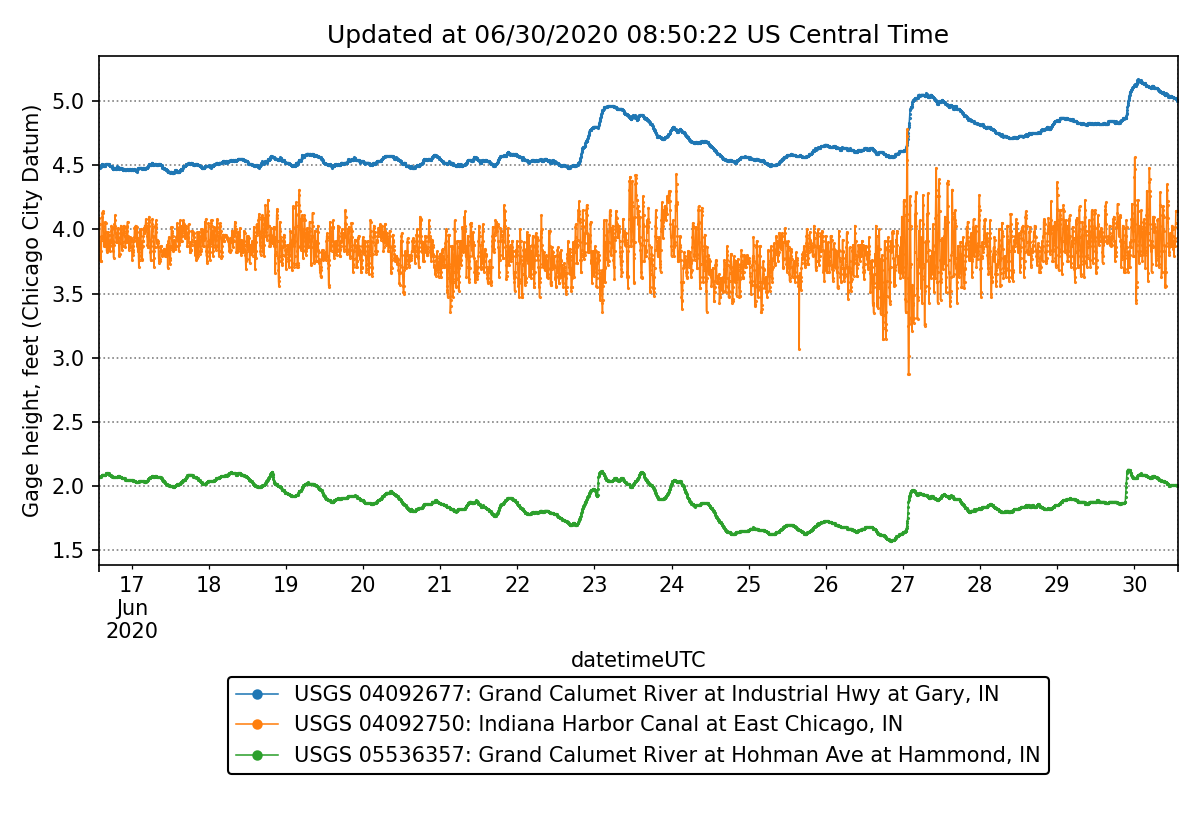 Updated at 06/30/2020 08:50:22 US Central Time
Gage height, feet (Chicago City Datum)
5.0
4.5
4.0
3.5
3.0
2.5
2.0
1.5
17 18 19 20 21 22 23 24 25 26 27 28 29 30
Jun
2020
datetimeUTC
USGS 04092677: Grand Calumet River at Industrial Hwy at Gary, IN
USGS 04092750: Indiana Harbor Canal at East Chicago, IN
USGS 05536357: Grand Calumet River at Hohman Ave at Hammond, IN